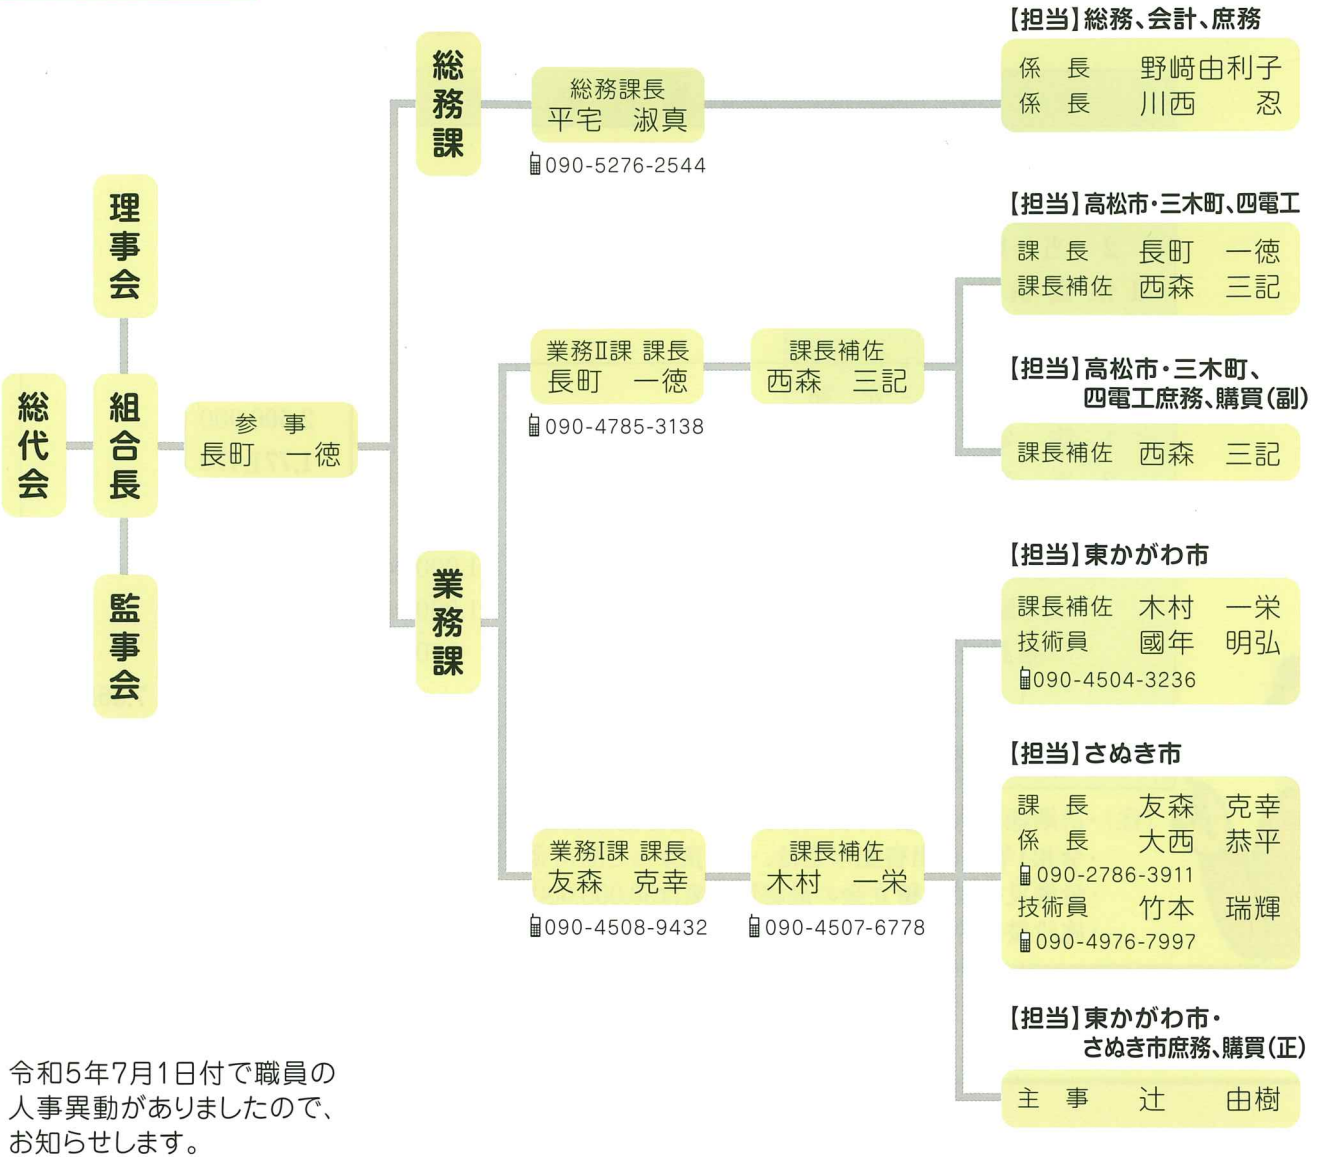 総代会
理事会
組合長
監事会
参　事
長町　一徳
総務課
総務課長
平宅　淑真
090-5276-2544
【担当】総務、会計、庶務
係　長　野﨑由利子
係　長　川西　忍
業務課
業務Ⅱ課 課長
長町　一徳
090-4785-3138
課長補佐
西森　三記
【担当】高松市・三木町、四電工
課　長　長町　一徳
課長補佐　西森　三記
【担当】高松市・三木町、
四電工庶務、購買(副)
課長補佐　西森　三記
業務Ⅰ課 課長
友森　克幸
090-4508-9432
課長補佐
木村　一栄
090-4507-6778
【担当】東かがわ市
課長補佐　木村　一栄
技術員　國年　明弘
090-4504-3236
【担当】さぬき市
課　長　友森　克幸
係　長　大西　恭平
090-2786-3911
技術員　竹本　瑞輝
090-4976-7997
【担当】東かがわ市・
さぬき市庶務、購買(正)
主　事　辻　由樹
令和5年7月1日付で職員の
人事異動がありましたので、
お知らせします。